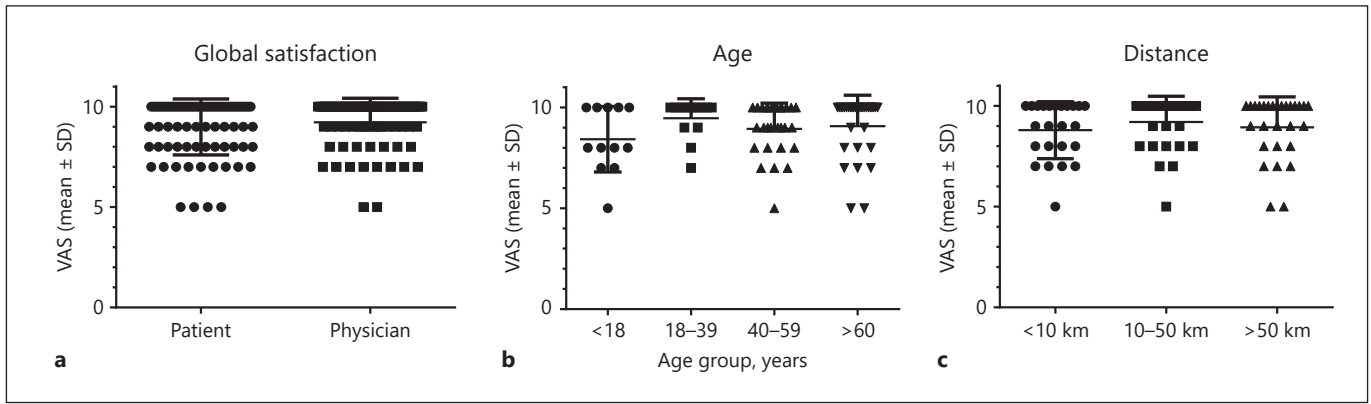 Global satisfaction
VAS (mean ± SD)
10
5
0
Patient
Physician
a
Age
VAS (mean ± SD)
10
5
0
<18
18–39
40–59
>60
Age group, years
b
Distance
VAS (mean ± SD)
10
5
0
<10 km
10–50 km
>50 km
c